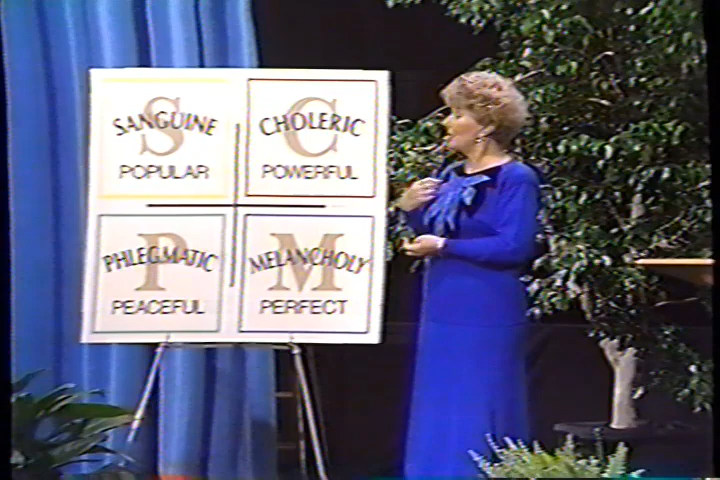 S
SANGUINE
POPULAR
C
CHOLERIC
POWERFUL
P
PHLEGMATIC
PEACEFUL
M
MELANCHOLY
PERFECT